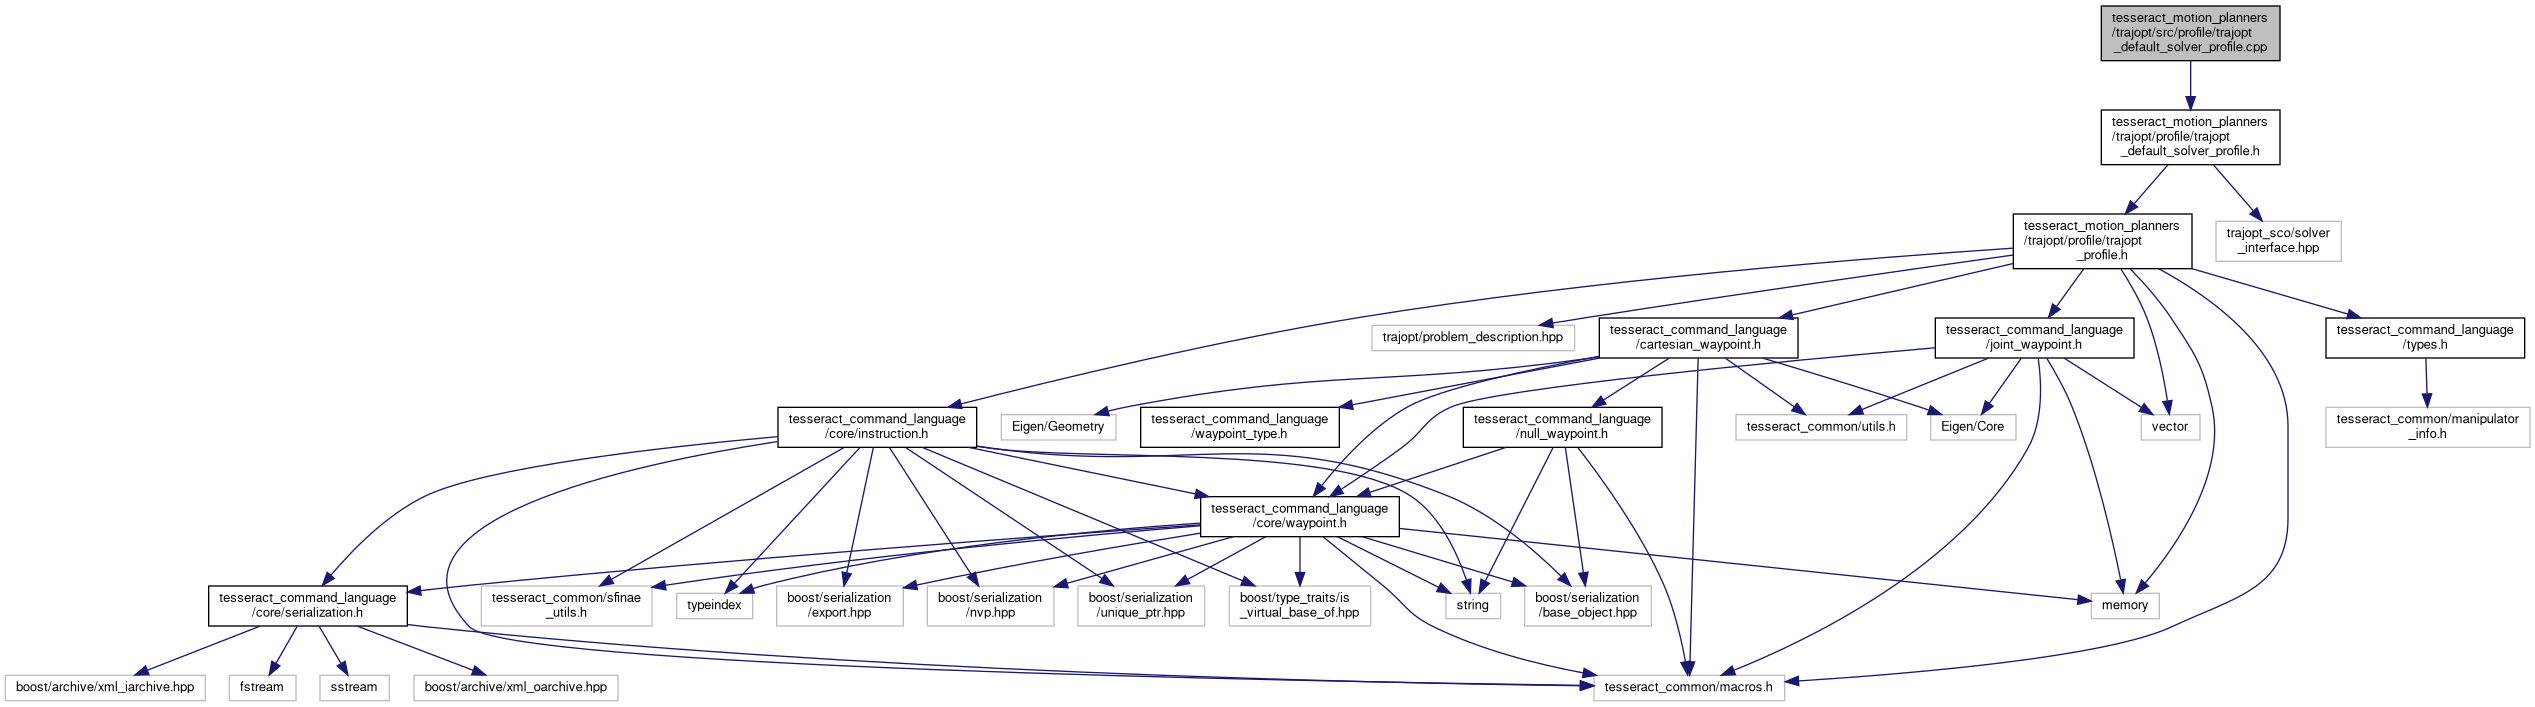 tesseract_motion_planners
/trajopt/src/profile/trajopt
_default_solver_profile.cpp
tesseract_motion_planners
/trajopt/profile/trajopt
_default_solver_profile.h
tesseract_motion_planners
/trajopt/profile/trajopt
_profile.h
trajopt_sco/solver
_interface.hpp
trajopt/problem_description.hpp
tesseract_command_language
/cartesian_waypoint.h
tesseract_command_language
/joint_waypoint.h
tesseract_command_language
/types.h
tesseract_command_language
/core/instruction.h
Eigen/Geometry
tesseract_command_language
/waypoint_type.h
tesseract_command_language
/null_waypoint.h
tesseract_common/utils.h
Eigen/Core
vector
tesseract_common/manipulator
_info.h
tesseract_command_language
/core/waypoint.h
tesseract_command_language
/core/serialization.h
tesseract_common/sfinae
_utils.h
typeindex
boost/serialization
/export.hpp
boost/serialization
/nvp.hpp
boost/serialization
/unique_ptr.hpp
boost/type_traits/is
_virtual_base_of.hpp
string
boost/serialization
/base_object.hpp
memory
boost/archive/xml_iarchive.hpp
fstream
sstream
boost/archive/xml_oarchive.hpp
tesseract_common/macros.h